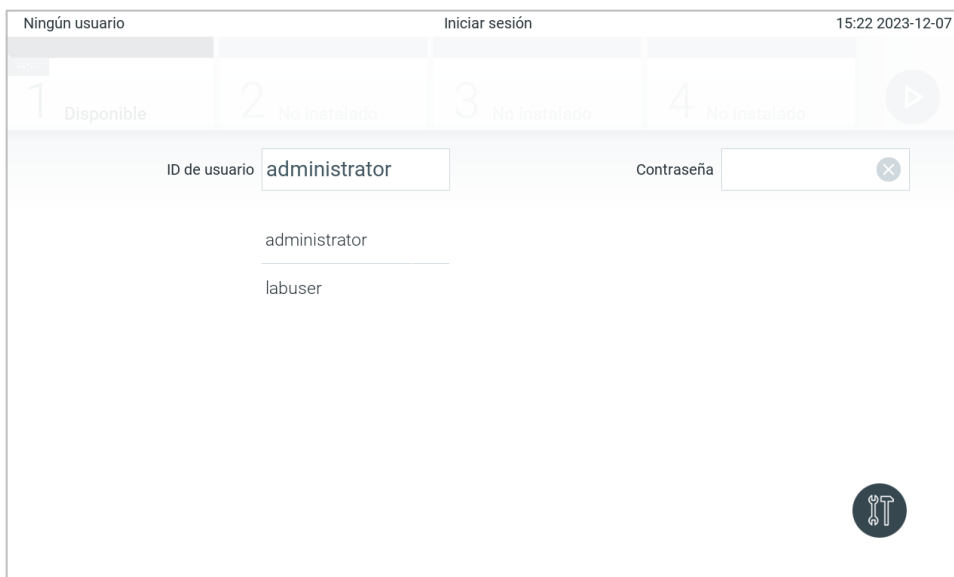 Ningún usuario Iniciar sesión 15:22 2023-12-07
1 Disponible 2 No instalado 3 No instalado 4 No instalado
ID de usuario administrator Contraseña
administrator
labuser